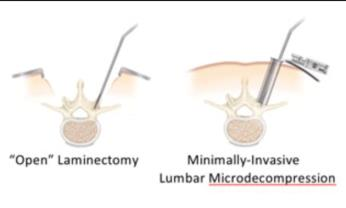 “Open” Laminectomy
Minimally-Invasive
Lumbar Microdecompression